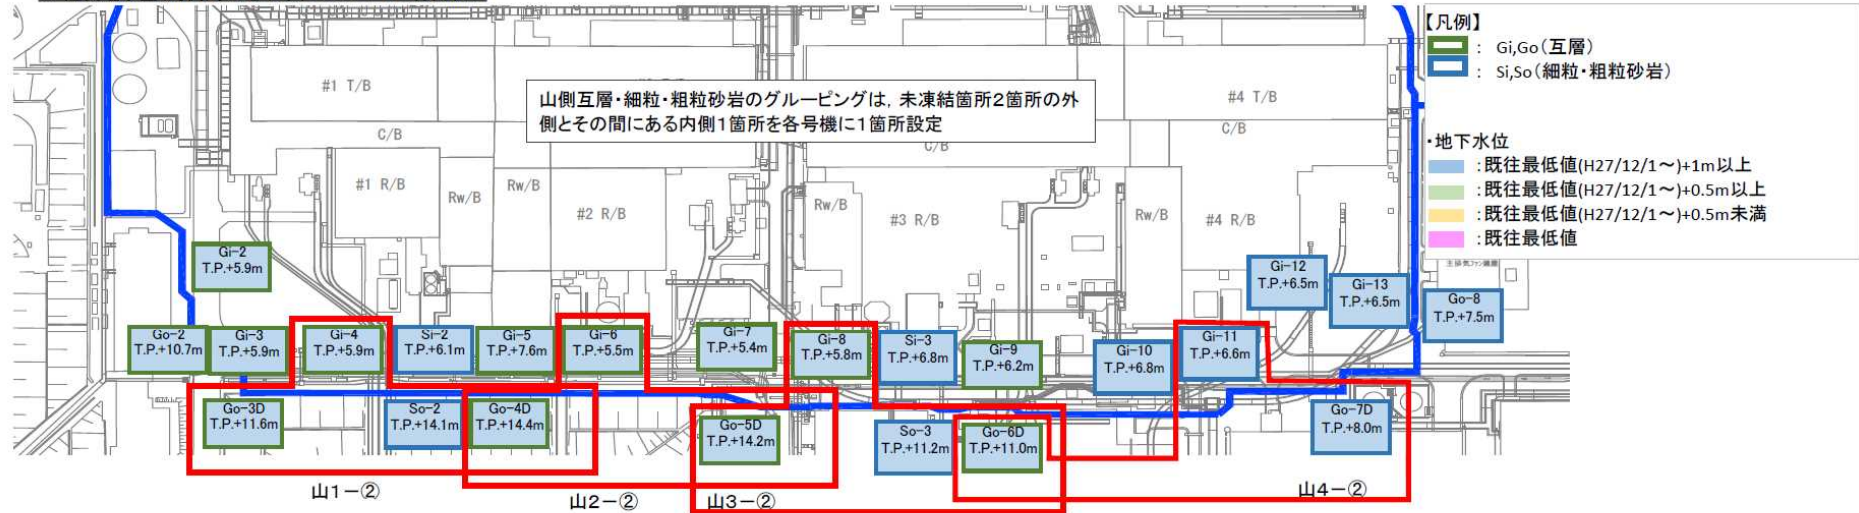 #1 T/B
#4 T/B
山側互層・細粒・粗粒砂岩のグルーピングは，未凍結箇所2箇所の外
側とその間にある内側1箇所を各号機に1箇所設定
C/B
C/B
C/B
#1 R/B
Rw/B
Rw/B
#2 R/B
Rw/B
#3 R/B
Rw/B
#4 R/B
【凡例】
： Gi,Go（互層）
： Si,So（細粒・粗粒砂岩）
・地下水位
：既往最低値(H27/12/1～)+1m以上
：既往最低値(H27/12/1～)+0.5m以上
：既往最低値(H27/12/1～)+0.5m未満
：既往最低値
Gi-2
T.P.+5.9m
Gi-12
T.P.+6.5m
Gi-13
T.P.+6.5m
Go-8
T.P.+7.5m
Go-2
T.P.+10.7m
Gi-3
T.P.+5.9m
Gi-4
T.P.+5.9m
Si-2
T.P.+6.1m
Gi-5
T.P.+7.6m
Gi-6
T.P.+5.5m
Gi-7
T.P.+5.4m
Gi-8
T.P.+5.8m
Si-3
T.P.+6.8m
Gi-9
T.P.+6.2m
Gi-10
T.P.+6.8m
Gi-11
T.P.+6.6m
Go-3D
T.P.+11.6m
So-2
T.P.+14.1m
Go-4D
T.P.+14.4m
Go-5D
T.P.+14.2m
So-3
T.P.+11.2m
Go-6D
T.P.+11.0m
Go-7D
T.P.+8.0m
山1－②
山2－②
山3－②
山4－②